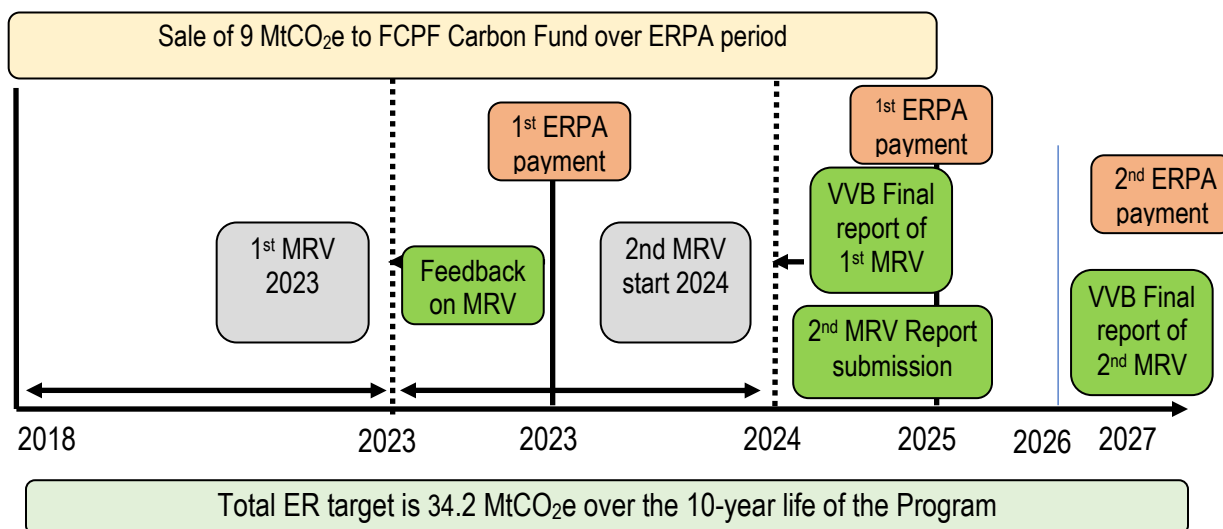 Sale of 9 MtCO₂e to FCPF Carbon Fund over ERPA period
1st ERPA
payment
1st ERPA
payment
2nd ERPA
payment
1st MRV
2023
Feedback
on MRV
2nd MRV
start 2024
VVB Final
report of
1st MRV
2nd MRV Report
submission
VVB Final
report of
2nd MRV
2018
2023
2023
2024
2025
2026
2027
Total ER target is 34.2 MtCO₂e over the 10-year life of the Program